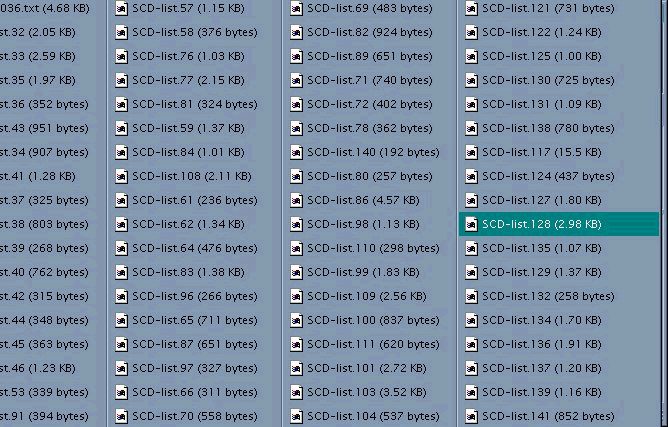 036.txt (4.68 KB)
st.32 (2.05 KB)
st.33 (2.59 KB)
st.35 (1.97 KB)
st.36 (352 bytes)
st.43 (951 bytes)
st.34 (907 bytes)
st.41 (1.28 KB)
st.37 (325 bytes)
st.38 (803 bytes)
st.39 (268 bytes)
st.40 (762 bytes)
st.42 (315 bytes)
st.44 (348 bytes)
st.45 (363 bytes)
st.46 (1.23 KB)
st.53 (339 bytes)
st.91 (394 bytes)
SCD-list.57 (1.15 KB)
SCD-list.58 (376 bytes)
SCD-list.76 (1.03 KB)
SCD-list.77 (2.15 KB)
SCD-list.81 (324 bytes)
SCD-list.59 (1.37 KB)
SCD-list.84 (1.01 KB)
SCD-list.108 (2.11 KB)
SCD-list.61 (236 bytes)
SCD-list.62 (1.34 KB)
SCD-list.64 (476 bytes)
SCD-list.83 (1.38 KB)
SCD-list.96 (266 bytes)
SCD-list.65 (711 bytes)
SCD-list.87 (651 bytes)
SCD-list.97 (327 bytes)
SCD-list.66 (311 bytes)
SCD-list.70 (558 bytes)
SCD-list.69 (483 bytes)
SCD-list.82 (924 bytes)
SCD-list.89 (651 bytes)
SCD-list.71 (740 bytes)
SCD-list.72 (402 bytes)
SCD-list.78 (362 bytes)
SCD-list.140 (192 bytes)
SCD-list.80 (257 bytes)
SCD-list.86 (4.57 KB)
SCD-list.98 (1.13 KB)
SCD-list.110 (298 bytes)
SCD-list.99 (1.83 KB)
SCD-list.109 (2.56 KB)
SCD-list.100 (837 bytes)
SCD-list.111 (620 bytes)
SCD-list.101 (2.72 KB)
SCD-list.103 (3.52 KB)
SCD-list.104 (537 bytes)
SCD-list.121 (731 bytes)
SCD-list.122 (1.24 KB)
SCD-list.125 (1.00 KB)
SCD-list.130 (725 bytes)
SCD-list.131 (1.09 KB)
SCD-list.138 (780 bytes)
SCD-list.117 (15.5 KB)
SCD-list.124 (437 bytes)
SCD-list.127 (1.80 KB)
SCD-list.128 (2.98 KB)
SCD-list.135 (1.07 KB)
SCD-list.129 (1.37 KB)
SCD-list.132 (258 bytes)
SCD-list.134 (1.70 KB)
SCD-list.136 (1.91 KB)
SCD-list.137 (1.20 KB)
SCD-list.139 (1.16 KB)
SCD-list.141 (852 bytes)